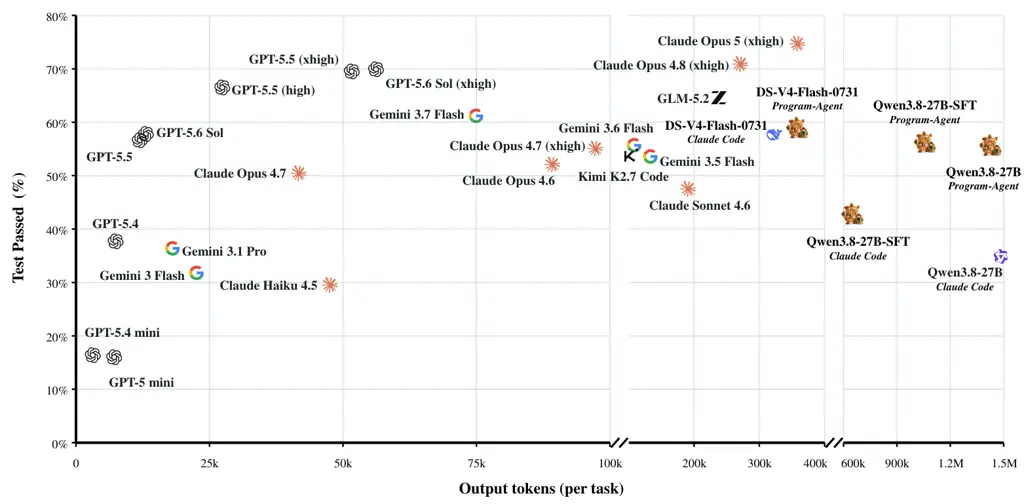 80%
70%
60%
50%
40%
30%
20%
10%
0%
Test Passed (%)
Claude Opus 5 (xhigh)
GPT-5.5 (xhigh)
Claude Opus 4.8 (xhigh)
GPT-5.6 Sol (xhigh)
GPT-5.5 (high)
GLM-5.2
DS-V4-Flash-0731
Program-Agent
Qwen3.8-27B-SFT
Program-Agent
Gemini 3.7 Flash
Gemini 3.6 Flash
DS-V4-Flash-0731
Claude Code
GPT-5.6 Sol
GPT-5.5
Claude Opus 4.7 (xhigh)
Gemini 3.5 Flash
Claude Opus 4.7
Claude Opus 4.6
Kimi K2.7 Code
Qwen3.8-27B
Program-Agent
Claude Sonnet 4.6
GPT-5.4
Gemini 3.1 Pro
Qwen3.8-27B-SFT
Claude Code
Gemini 3 Flash
Claude Haiku 4.5
Qwen3.8-27B
Claude Code
GPT-5.4 mini
GPT-5 mini
0 25k 50k 75k 100k 200k 300k 400k 600k 900k 1.2M 1.5M
Output tokens (per task)